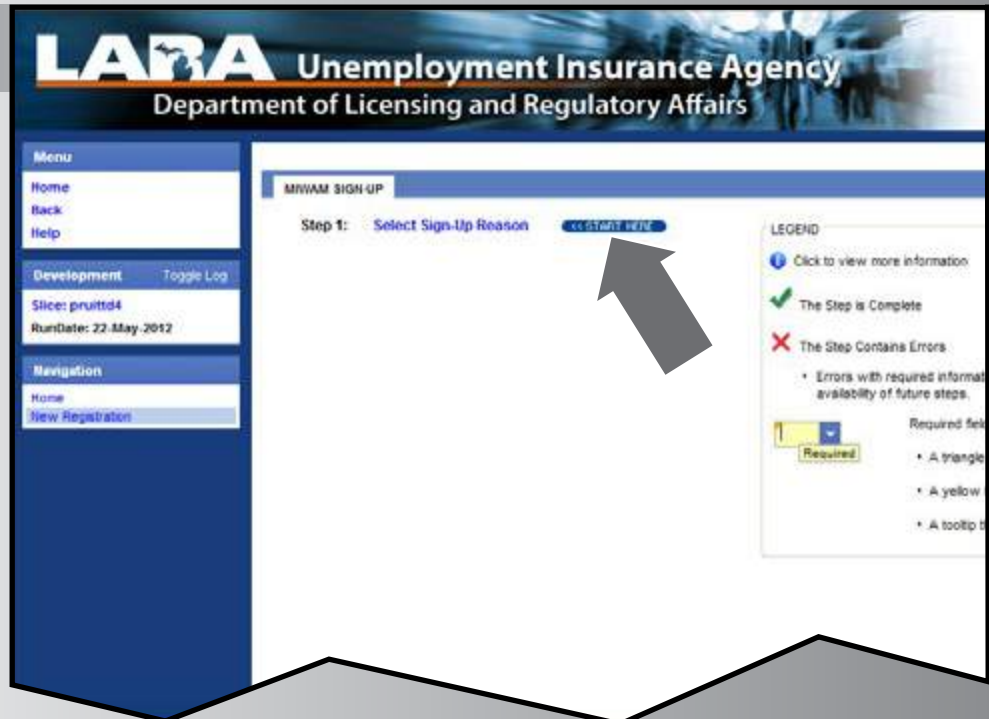 LARA Unemployment Insurance Agency
Department of Licensing and Regulatory Affairs
Menu
Home
Back
Help
Development Toggle Log
Slice: pruittd4
RunDate: 22-May-2012
Navigation
Home
New Registration
MIWAM SIGN-UP
Step 1: Select Sign-Up Reason << START HERE
LEGEND
Click to view more information
The Step is Complete
The Step Contains Errors
• Errors with required informat
availability of future steps.
Required
Required fiel
• A triangle
• A yellow
• A tooltip t